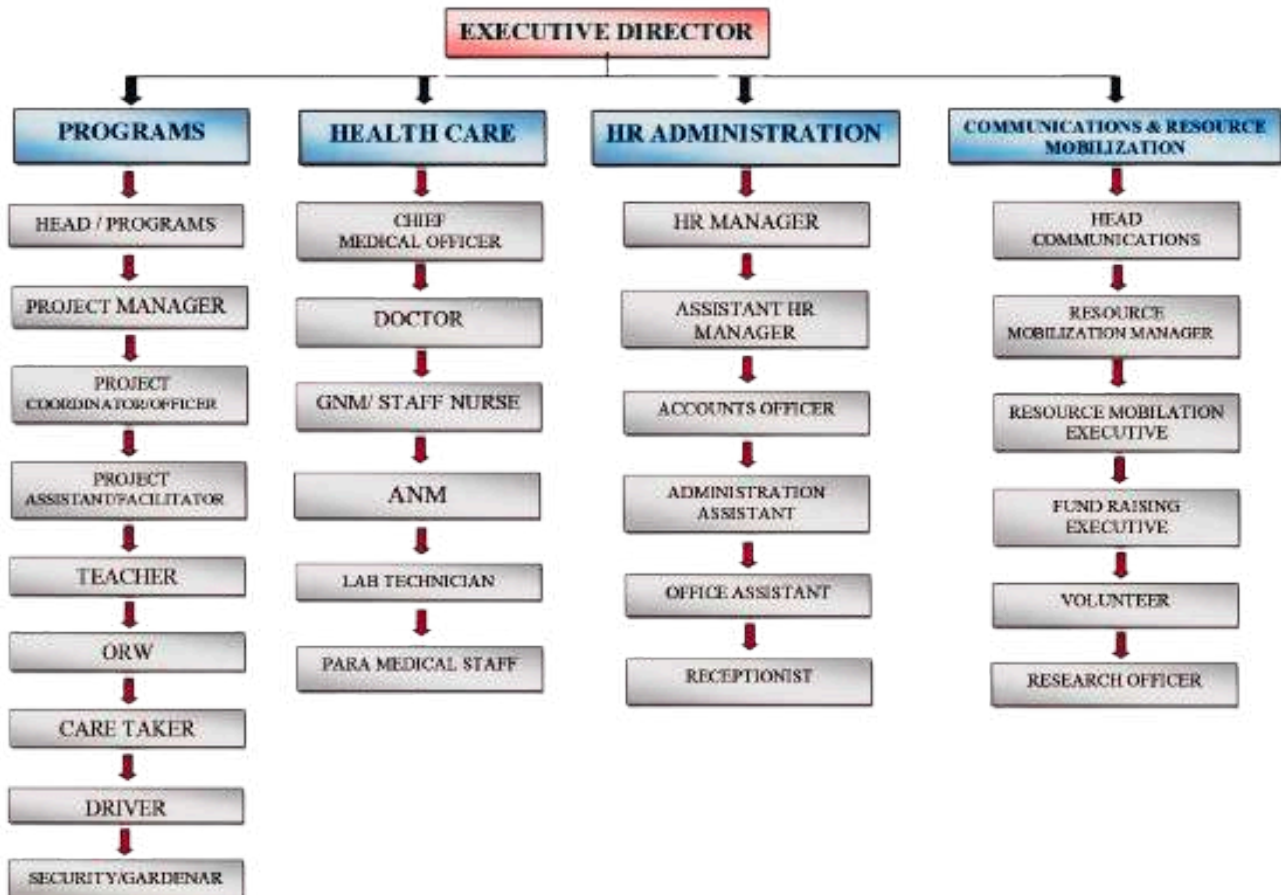 EXECUTIVE DIRECTOR
PROGRAMS
HEAD / PROGRAMS
PROJECT MANAGER
PROJECT
COORDINATOR/OFFICER
PROJECT
ASSISTANT/FACILITATOR
TEACHER
ORW
CARE TAKER
DRIVER
SECURITY/GARDENAR
HEALTH CARE
CHIEF
MEDICAL OFFICER
DOCTOR
GNM/ STAFF NURSE
ANM
LAB TECHNICIAN
PARA MEDICAL STAFF
HR ADMINISTRATION
HR MANAGER
ASSISTANT HR
MANAGER
ACCOUNTS OFFICER
ADMINISTRATION
ASSISTANT
OFFICE ASSISTANT
RECEPTIONIST
COMMUNICATIONS & RESOURCE
MOBILIZATION
HEAD
COMMUNICATIONS
RESOURCE
MOBILIZATION MANAGER
RESOURCE MOBILATION
EXECUTIVE
FUND RAISING
EXECUTIVE
VOLUNTEER
RESEARCH OFFICER